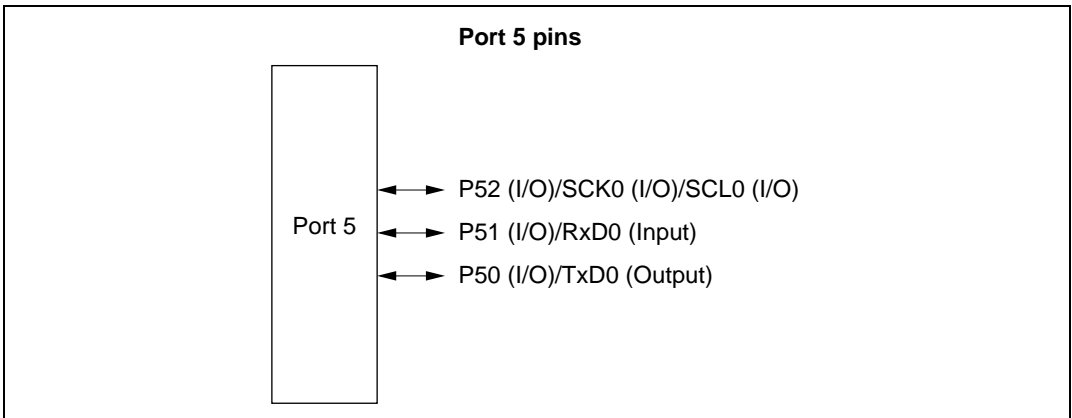 Port 5 pins
P52 (I/O)/SCK0 (I/O)/SCL0 (I/O)
Port 5
P51 (I/O)/RxD0 (Input)
P50 (I/O)/TxD0 (Output)